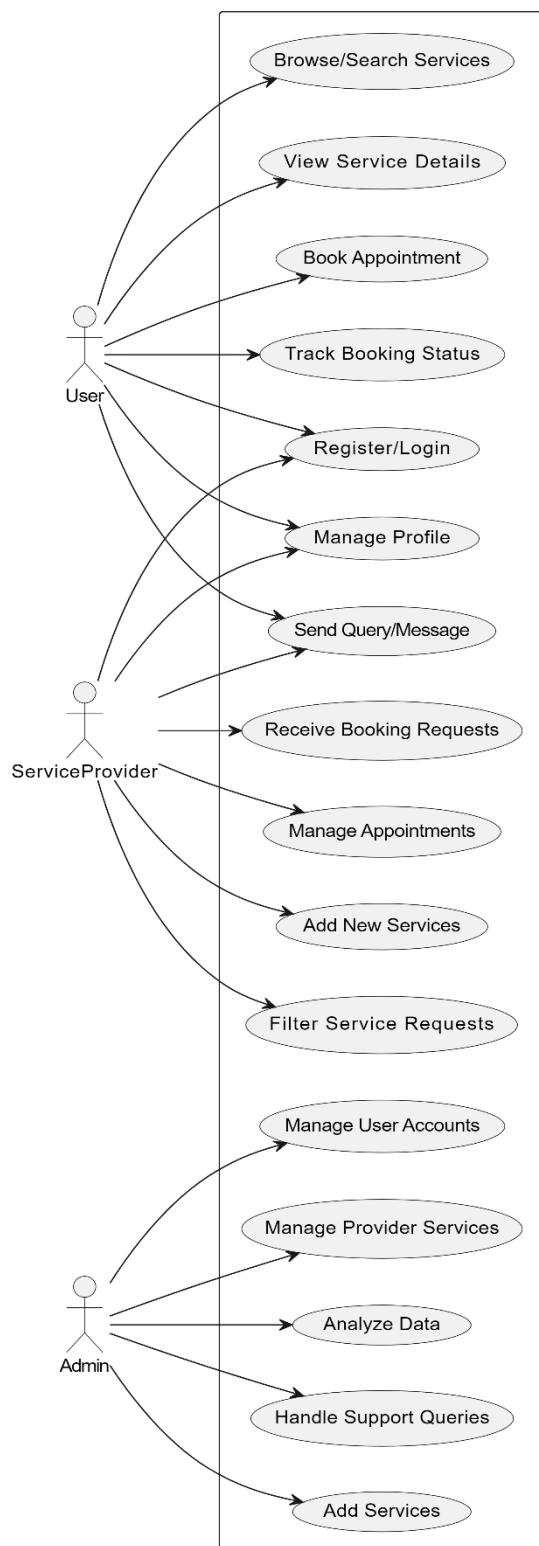 Browse/Search Services
View Service Details
Book Appointment
Track Booking Status
User
Register/Login
Manage Profile
Send Query/Message
Receive Booking Requests
ServiceProvider
Manage Appointments
Add New Services
Filter Service Requests
Manage User Accounts
Manage Provider Services
Analyze Data
Admin
Handle Support Queries
Add Services